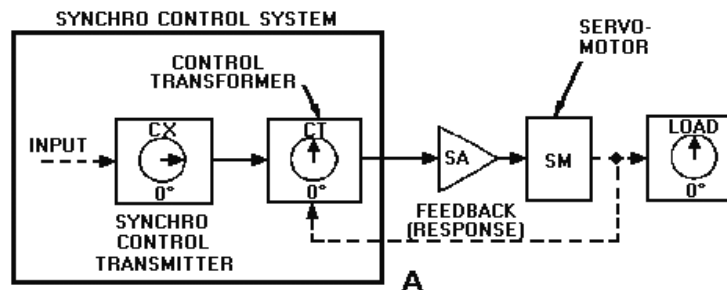 SYNCHRO CONTROL SYSTEM
SERVO-
MOTOR
CONTROL
TRANSFORMER
INPUT
CX
0°
CT
0°
SA
SM
LOAD
0°
SYNCHRO
CONTROL
TRANSMITTER
FEEDBACK
(RESPONSE)
A